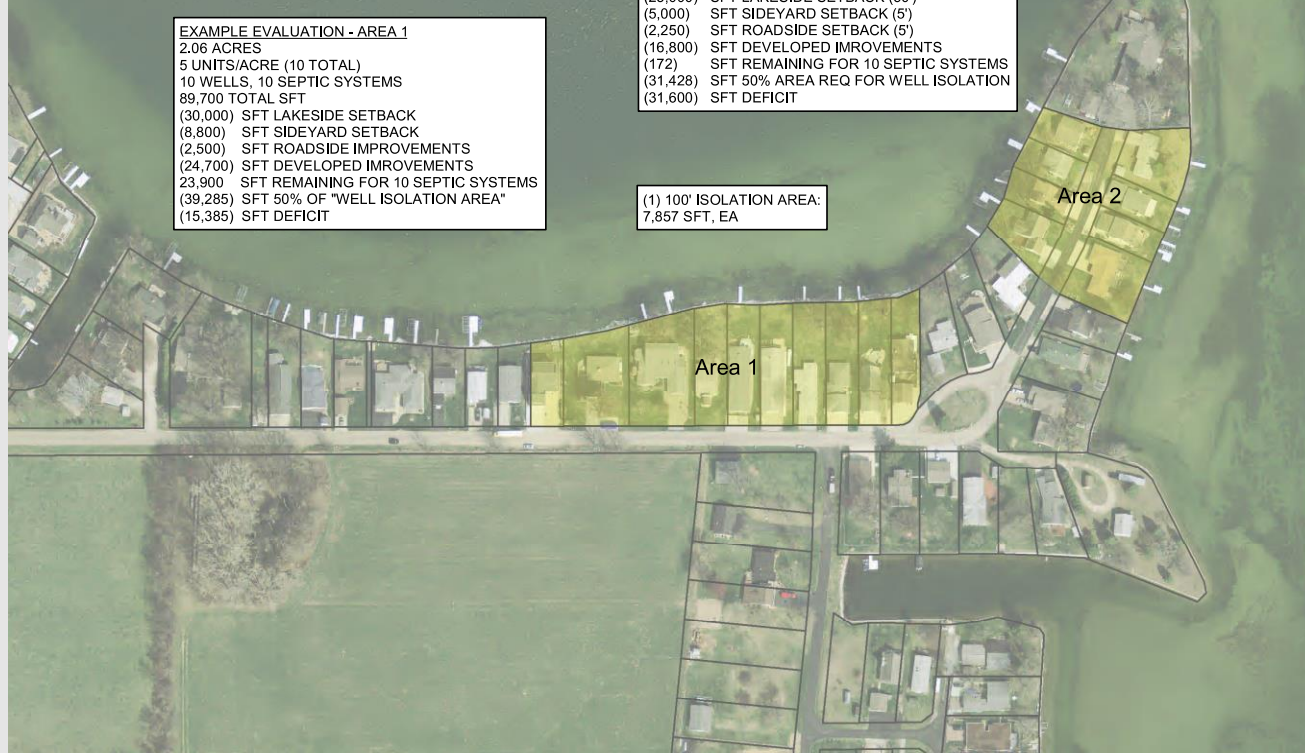 EXAMPLE EVALUATION - AREA 1
2.06 ACRES
5 UNITS/ACRE (10 TOTAL)
10 WELLS, 10 SEPTIC SYSTEMS
89,700 TOTAL SFT
(30,000) SFT LAKESIDE SETBACK
(8,800) SFT SIDEYARD SETBACK
(2,500) SFT ROADSIDE IMPROVEMENTS
(24,700) SFT DEVELOPED IMROVEMENTS
23,900 SFT REMAINING FOR 10 SEPTIC SYSTEMS
(39,285) SFT 50% OF "WELL ISOLATION AREA"
(15,385) SFT DEFICIT
(5,000) SFT SIDEYARD SETBACK (5')
(2,250) SFT ROADSIDE SETBACK (5')
(16,800) SFT DEVELOPED IMROVEMENTS
(172) SFT REMAINING FOR 10 SEPTIC SYSTEMS
(31,428) SFT 50% AREA REQ FOR WELL ISOLATION
(31,600) SFT DEFICIT
(1) 100' ISOLATION AREA:
7,857 SFT, EA
Area 2
Area 1